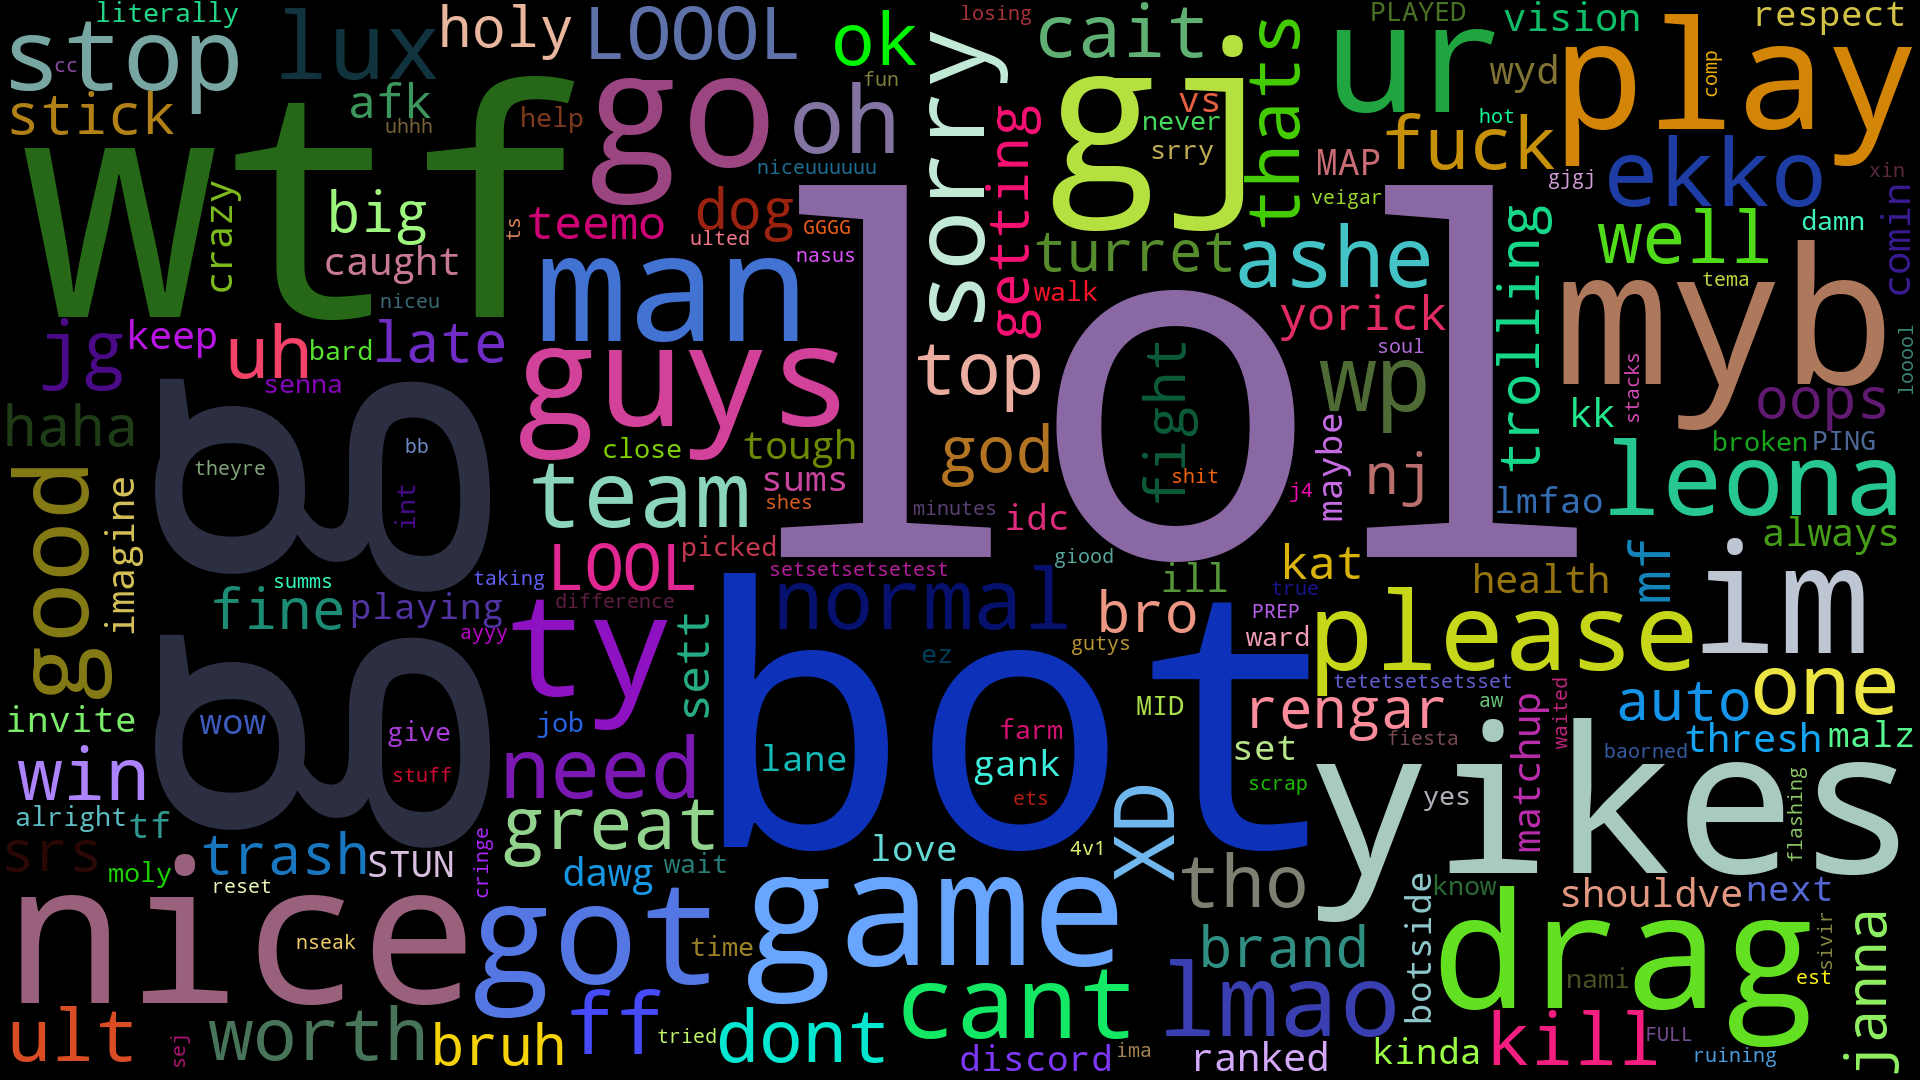 literally
stop
cc
stick
lux
holy
LOOOL
ok
fun
losing
cait
PLAYED
vision
respect
afk
uhhh
help
wtf
go
oh
niceuuuuuu
sorry
getting
gj
thats
vs
never
srry
ur
wyd
play
comp
hot
fuck
MAP
veigar
gjgj
ekko
xin
crazy
big
caught
niceu
ts
teemo
dog
ulted
GGGG
nasus
man
turret
walk
ashe
yorick
soul
trolling
well
damn
tema
comin
myb
jg
keep
uh
bard
late
senna
guys
top
lol
fight
shit
wp
stacks
kk
oops
looool
haha
bb
theyre
int
gg
close
tough
god
sums
shes
minutes
idc
maybe
nj
j4
broken
PING
leona
lmfao
always
good
imagine
team
LOOL
picked
setsetsetsetest
giood
ill
kat
health
mf
im
summs
taking
fine
playing
difference
ayyy
ty
sett
normal
ez
bro
gutys
true
PREP
ward
please
tetetsetsetsset
invite
wow
give
stuff
job
bot
farm
lane
gank
ets
MID
rengar
aw
fiesta
set
scrap
yes
matchup
waited
auto
one
baorned
thresh
malz
win
alright
tf
need
great
XD
yikes
flashing
srs
moly
trash
STUN
reset
cringe
dawg
wait
love
4v1
tho
botside
know
shouldve
next
nice
nseak
got
time
game
brand
drag
nami
sivir
est
janna
ult
sej
worth
bruh
ff
tried
dont
cant
discord
ima
lmao
ranked
kinda
kill
FULL
ruining